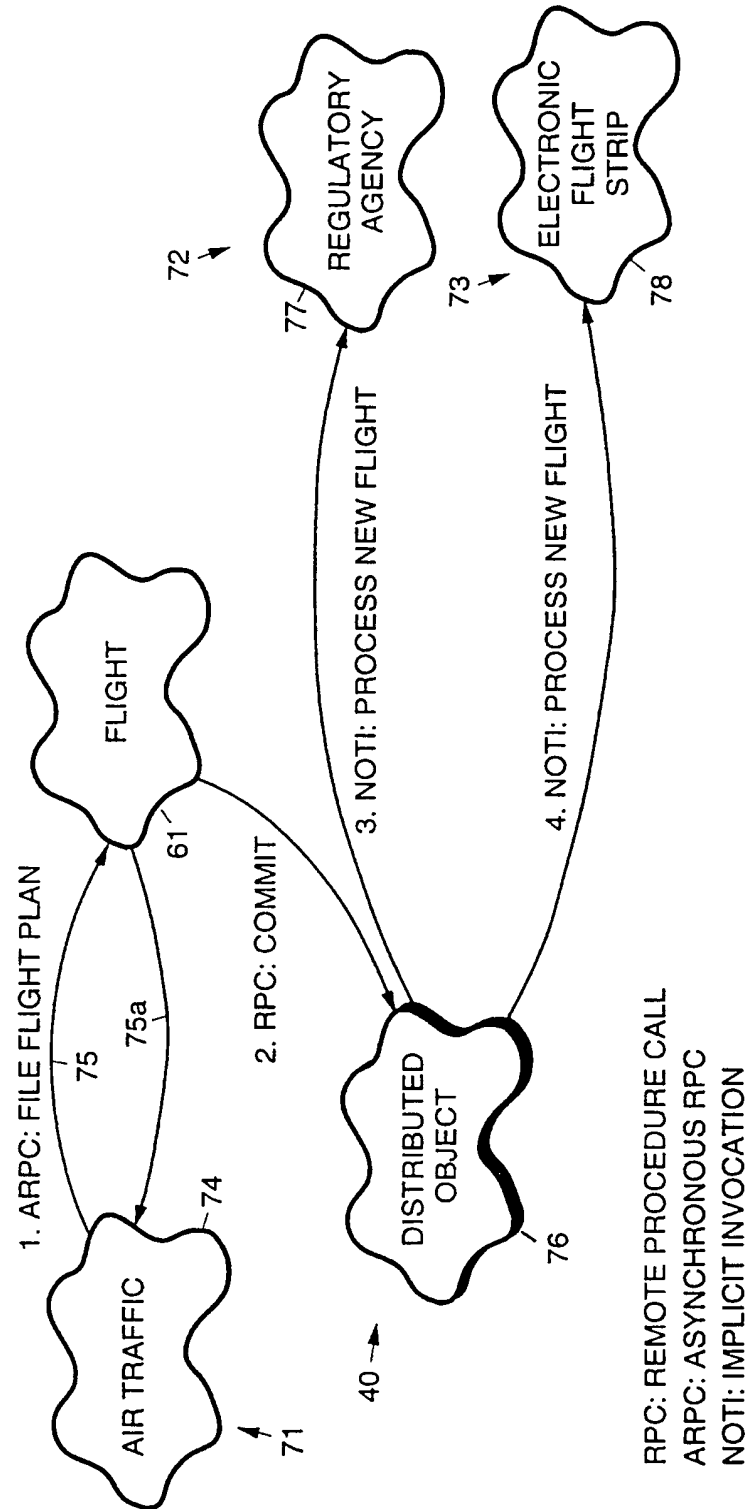 1. ARPC: FILE FLIGHT PLAN
75
75a
AIR TRAFFIC
74
71
FLIGHT
61
2. RPC: COMMIT
40
DISTRIBUTED
OBJECT
76
3. NOTI: PROCESS NEW FLIGHT
4. NOTI: PROCESS NEW FLIGHT
72
77
REGULATORY
AGENCY
73
ELECTRONIC
FLIGHT
STRIP
78
RPC: REMOTE PROCEDURE CALL
ARPC: ASYNCHRONOUS RPC
NOTI: IMPLICIT INVOCATION